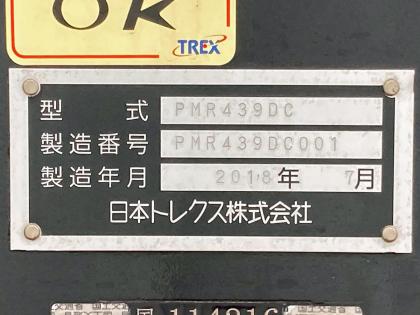 OK
TREX
型 式 PMR439DC
製造番号 PMR439DC001
製造年月 2018年 7月
日本トレクス株式会社